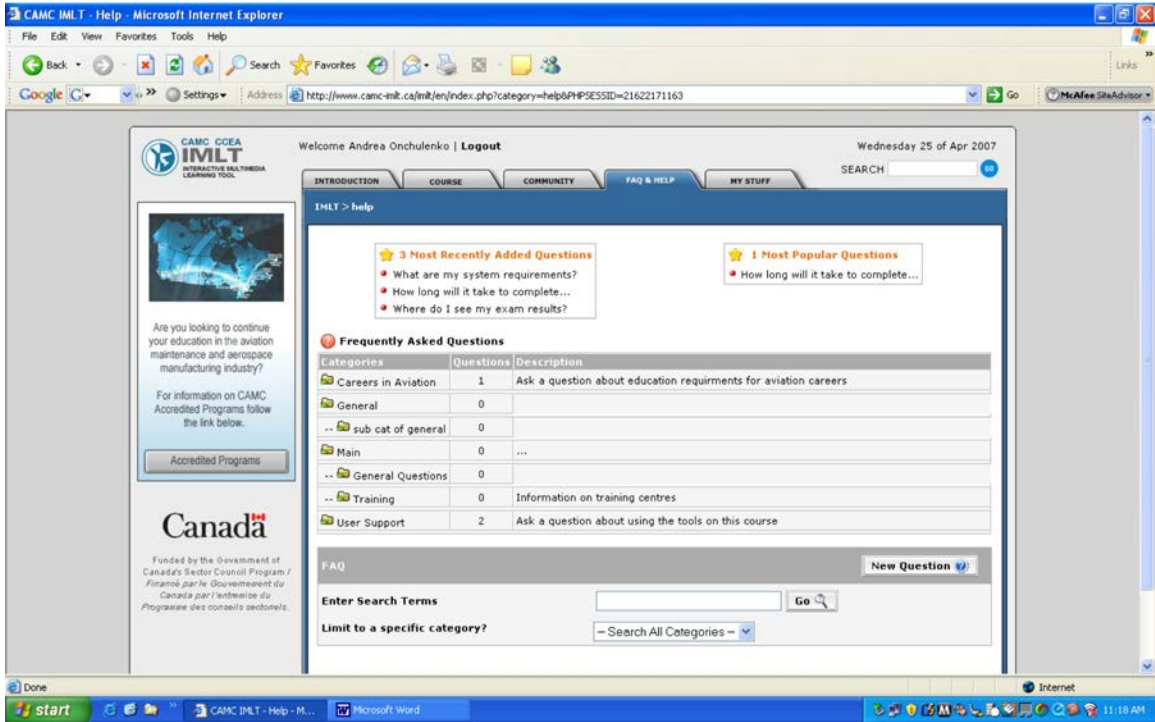 CAMC IMLT - Help - Microsoft Internet Explorer
File Edit View Favorites Tools Help
Back Search Favorites
Links
Google G Settings Address http://www.camc-imlt.ca/imlt/en/index.php?category=help&PHPSESSID=21622171163 Go McAfee SiteAdvisor
CAMC CCEA
IMLT
INTERACTIVE MULTIMEDIA
LEARNING TOOL
Welcome Andrea Onchulenko | Logout
Wednesday 25 of Apr 2007
SEARCH GO
INTRODUCTION COURSE COMMUNITY FAQ & HELP MY STUFF
IMLT > help
Are you looking to continue
your education in the aviation
maintenance and aerospace
manufacturing industry?
For information on CAMC
Accredited Programs follow
the link below.
Accredited Programs
Canada
Funded by the Government of
Canada's Sector Council Program /
Financé par le Gouvernement du
Canada par l'entremise du
Programme des conseils sectoriels.
3 Most Recently Added Questions
What are my system requirements?
How long will it take to complete...
Where do I see my exam results?
1 Most Popular Questions
How long will it take to complete...
Frequently Asked Questions
Categories Questions Description
Careers in Aviation 1 Ask a question about education requirments for aviation careers
General 0
-- sub cat of general 0
Main 0 ...
-- General Questions 0
-- Training 0 Information on training centres
User Support 2 Ask a question about using the tools on this course
FAQ New Question
Enter Search Terms Go
Limit to a specific category? -- Search All Categories --
Done Internet
start CAMC IMLT - Help - M... Microsoft Word 11:18 AM